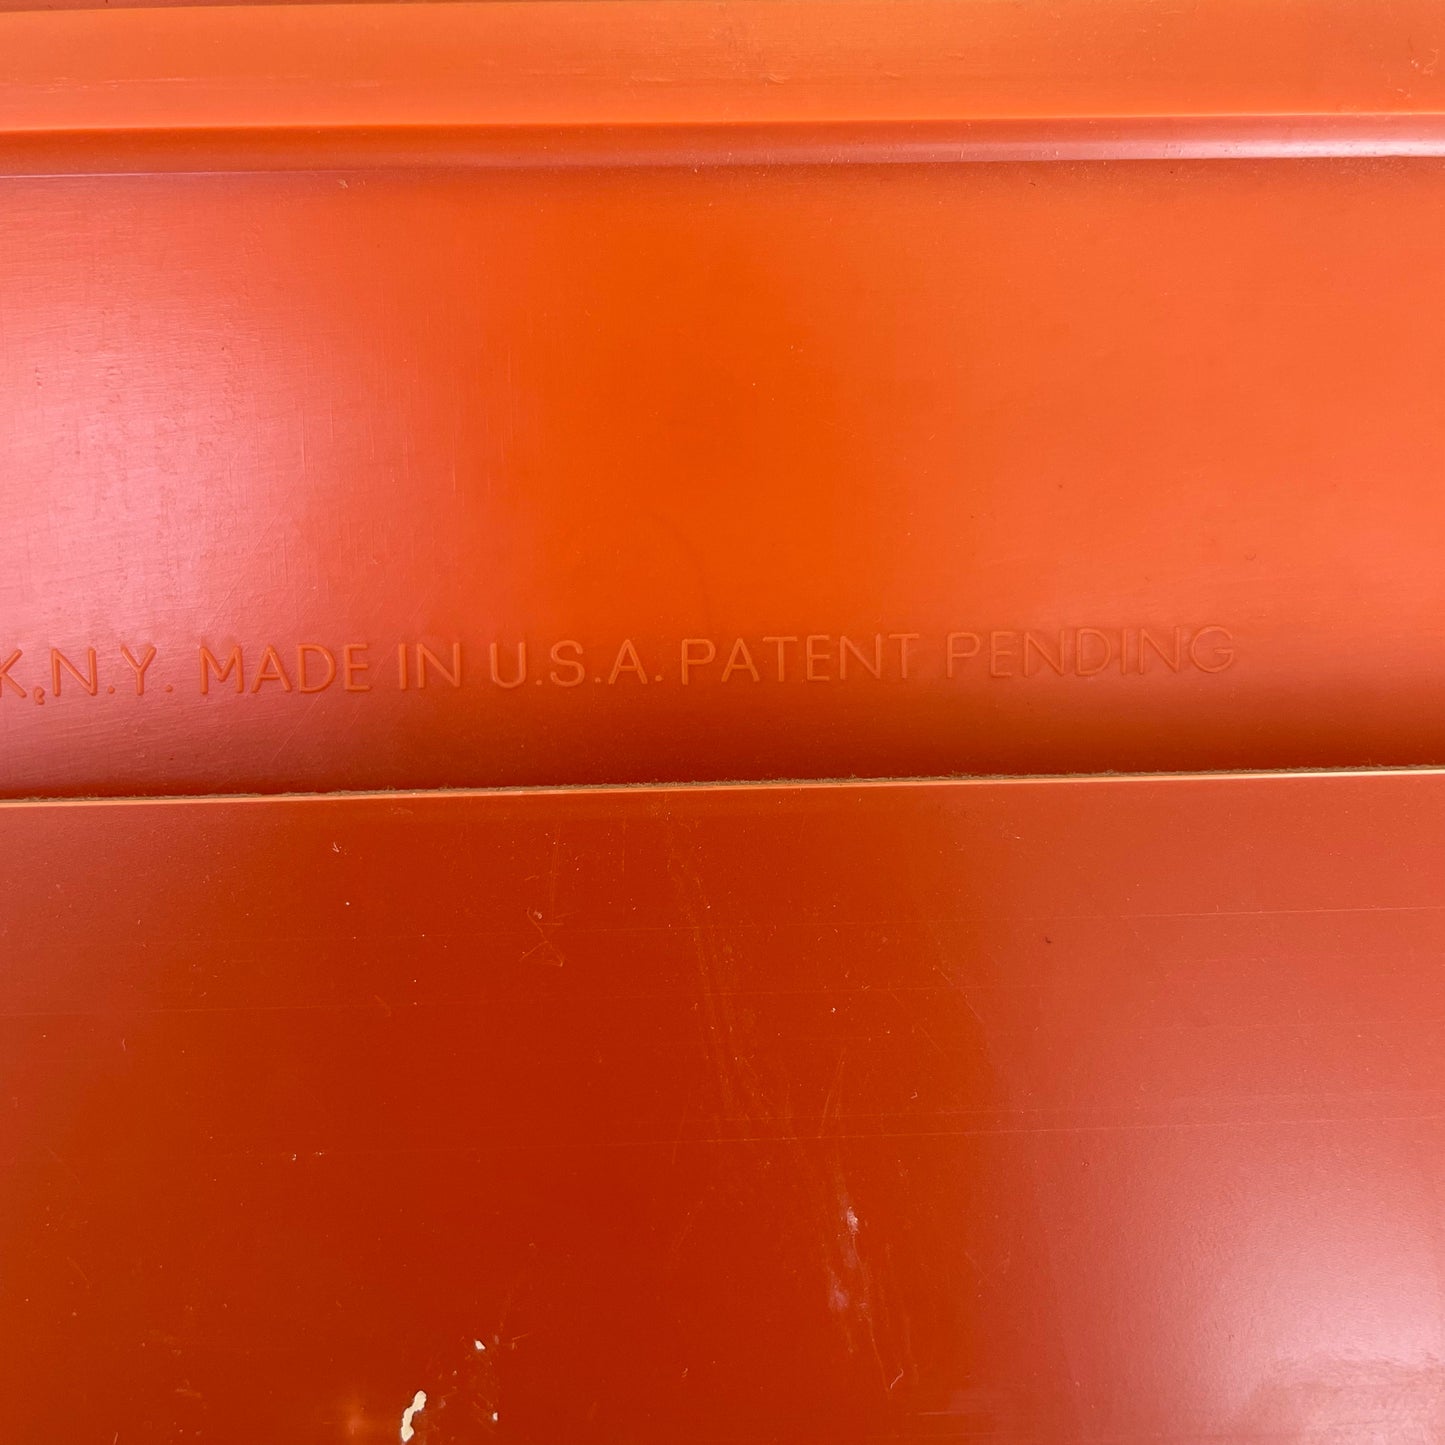 K, N.Y. MADE IN U.S.A. PATENT PENDING